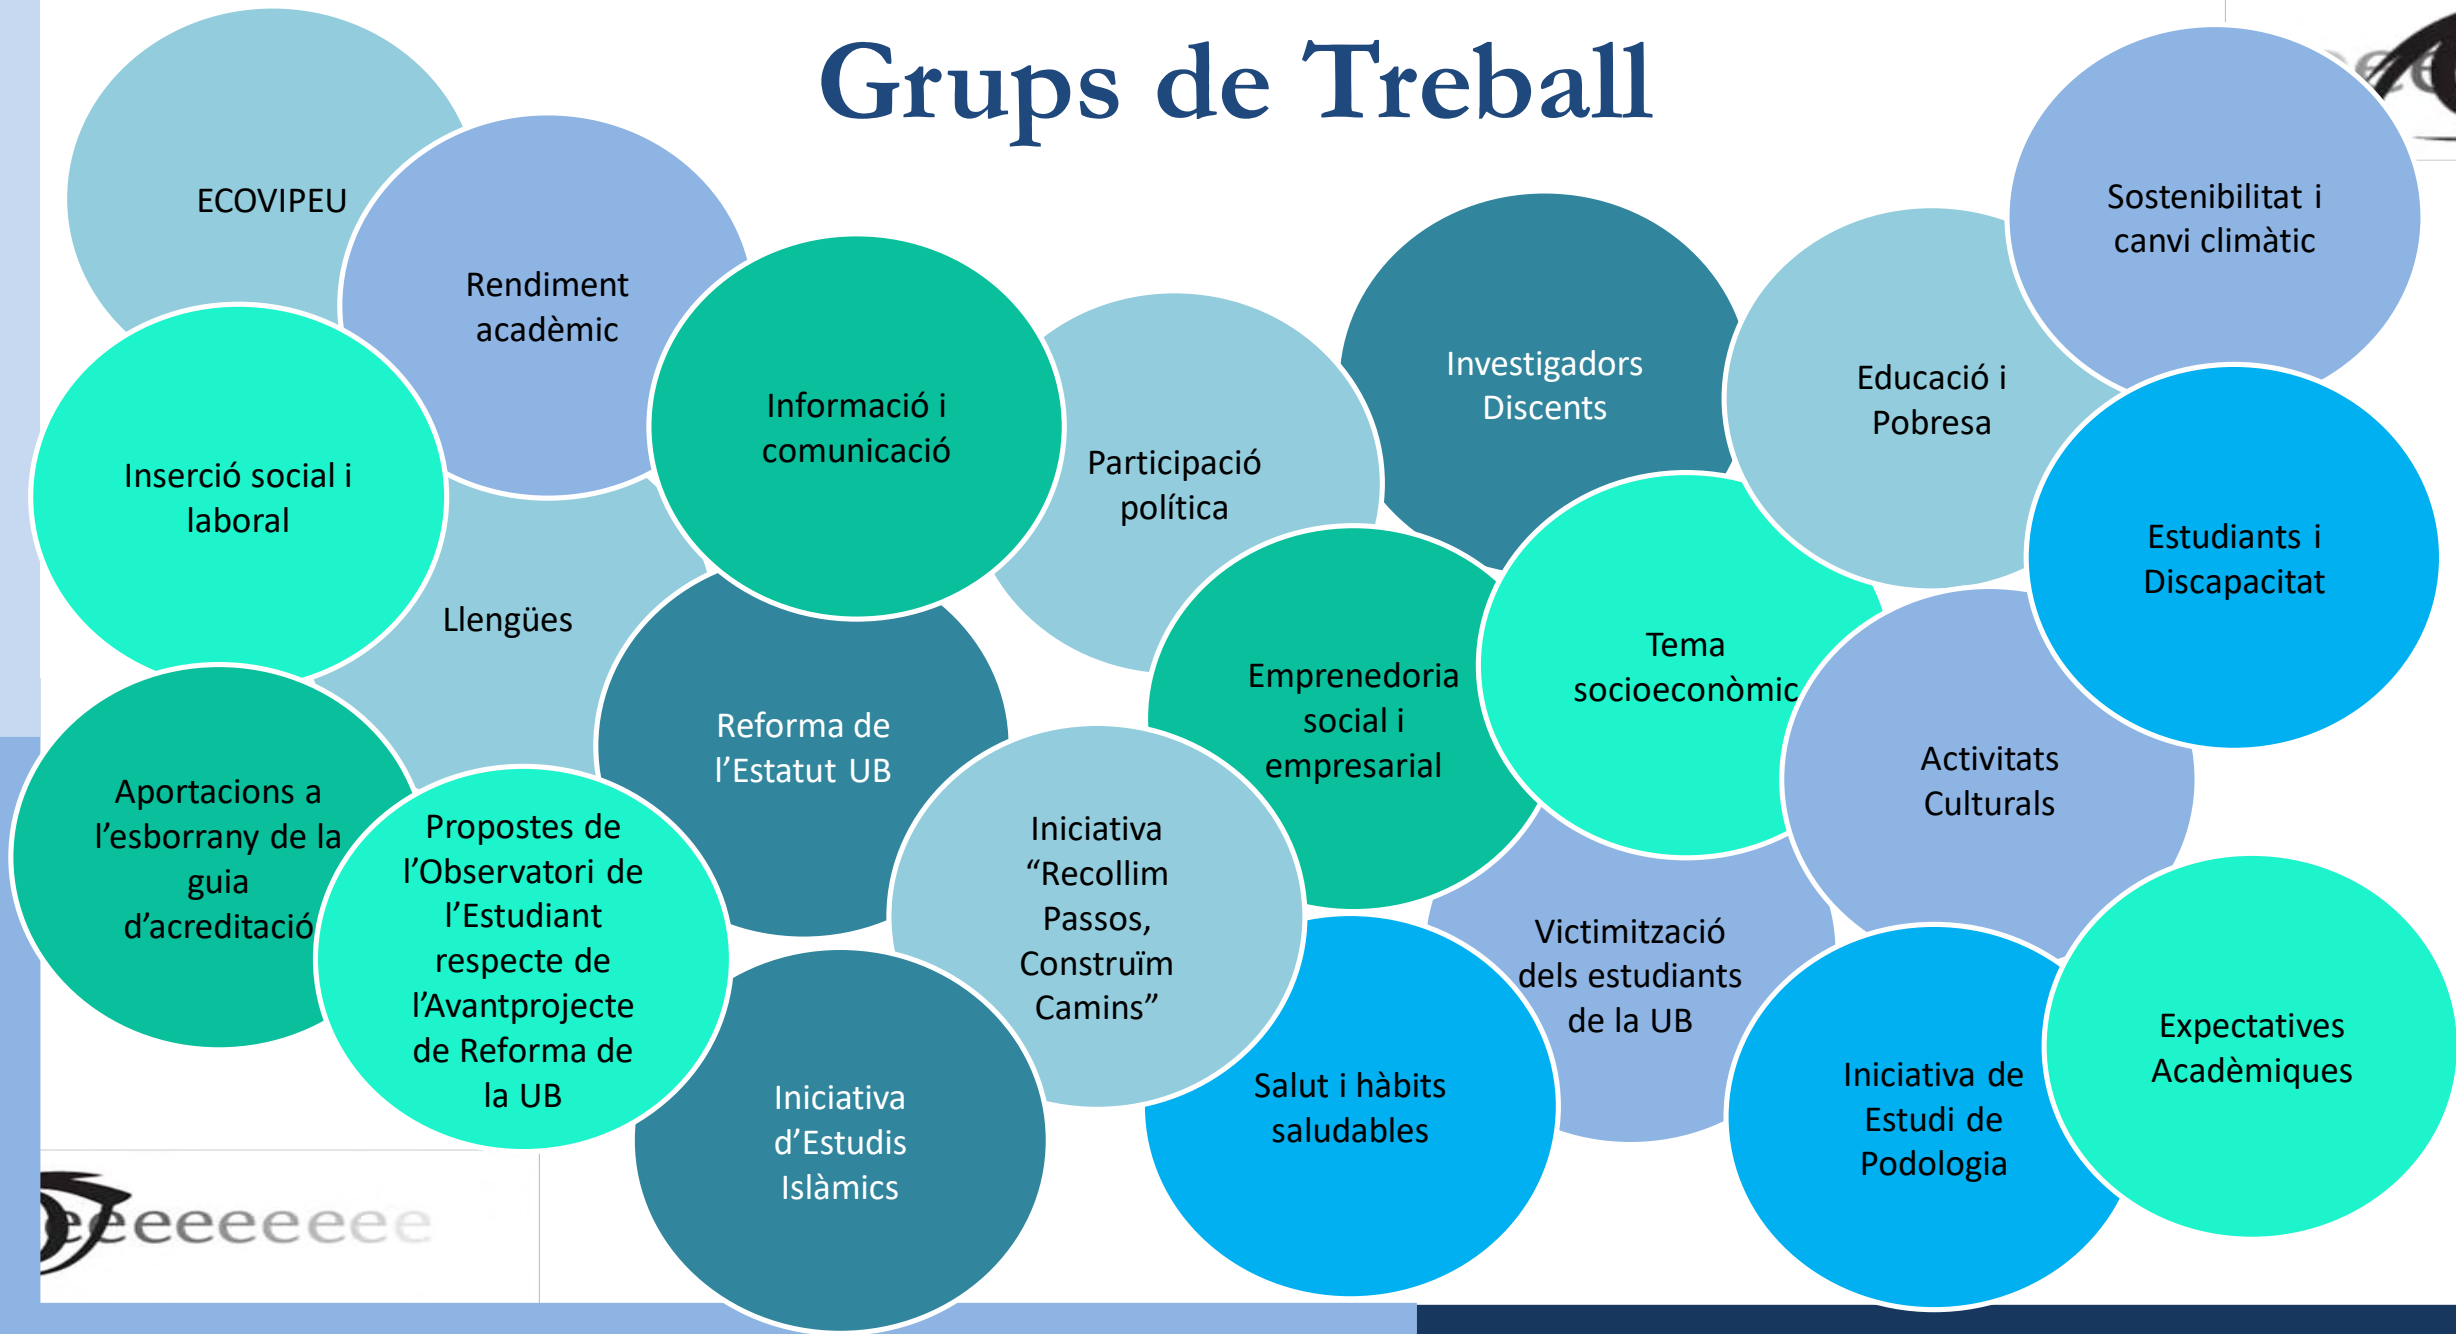 Grups de Treball
ECOVIPEU
Rendiment
acadèmic
Informació i
comunicació
Participació
política
Investigadors
Discents
Educació i
Pobresa
Sostenibilitat i
canvi climàtic
Inserció social i
laboral
Llengües
Reforma de
l’Estatut UB
Emprenedoria
social i
empresarial
Tema
socioeconòmic
Estudiants i
Discapacitat
Activitats
Culturals
Aportacions a
l’esborrany de la
guia
d’acreditació
Propostes de
l’Observatori de
l’Estudiant
respecte de
l’Avantprojecte
de Reforma de
la UB
Iniciativa
“Recollim
Passos,
Construïm
Camins”
Victimització
dels estudiants
de la UB
Iniciativa
d’Estudis
Islàmics
Salut i hàbits
saludables
Iniciativa de
Estudi de
Podologia
Expectatives
Acadèmiques
eeeeeeeee